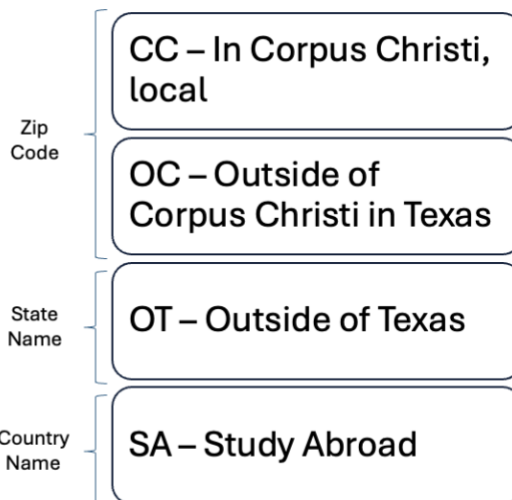 Zip
Code
CC – In Corpus Christi,
local
OC – Outside of
Corpus Christi in Texas
State
Name
OT – Outside of Texas
Country
Name
SA – Study Abroad